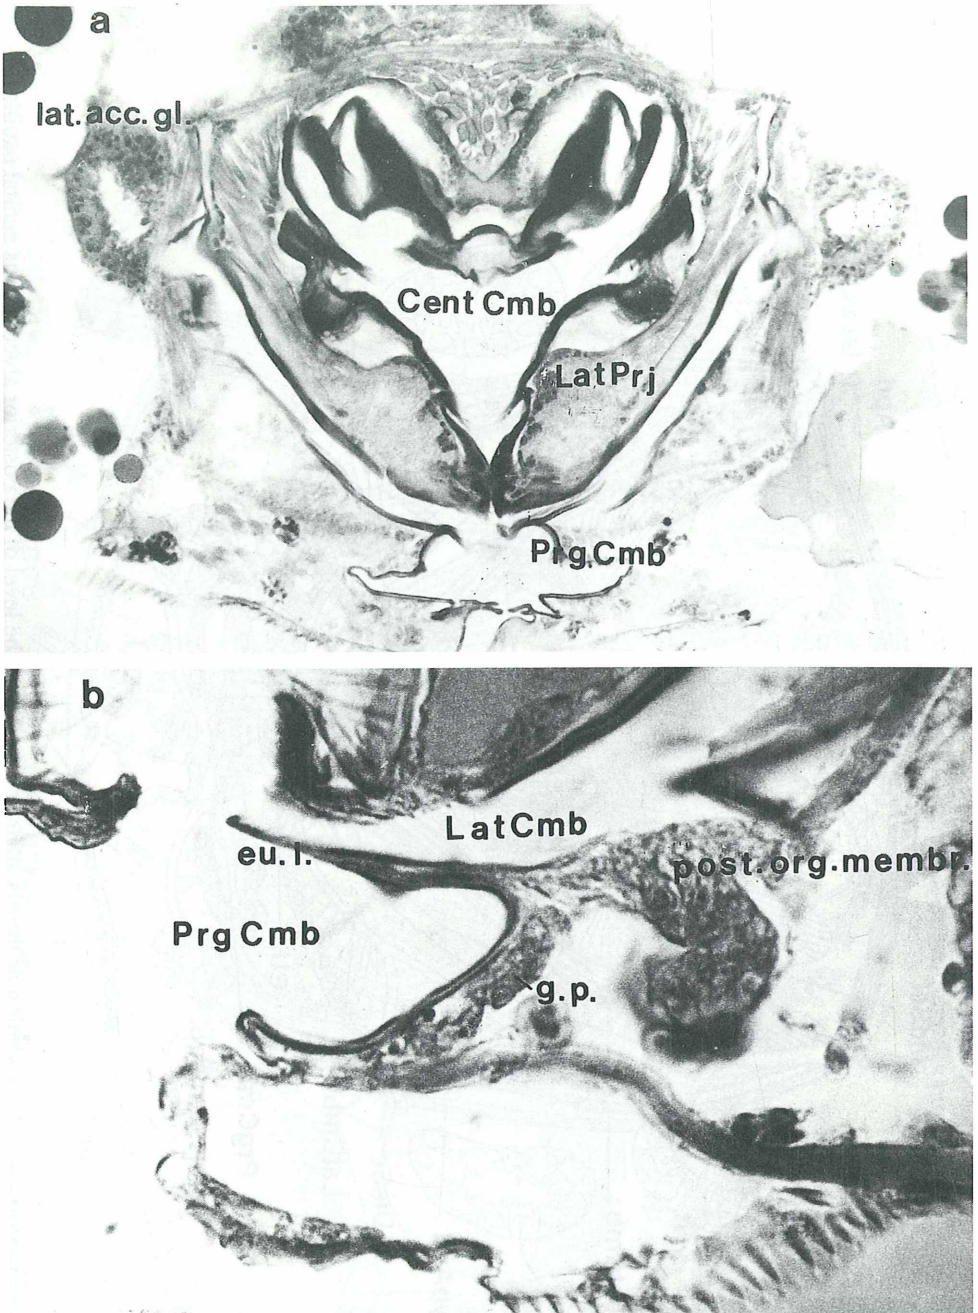 a
lat.acc.gl.
Cent Cmb
LatPrj
Prg.Cmb
b
LatCmb
eu.l.
post.org.membr.
Prg Cmb
g.p.